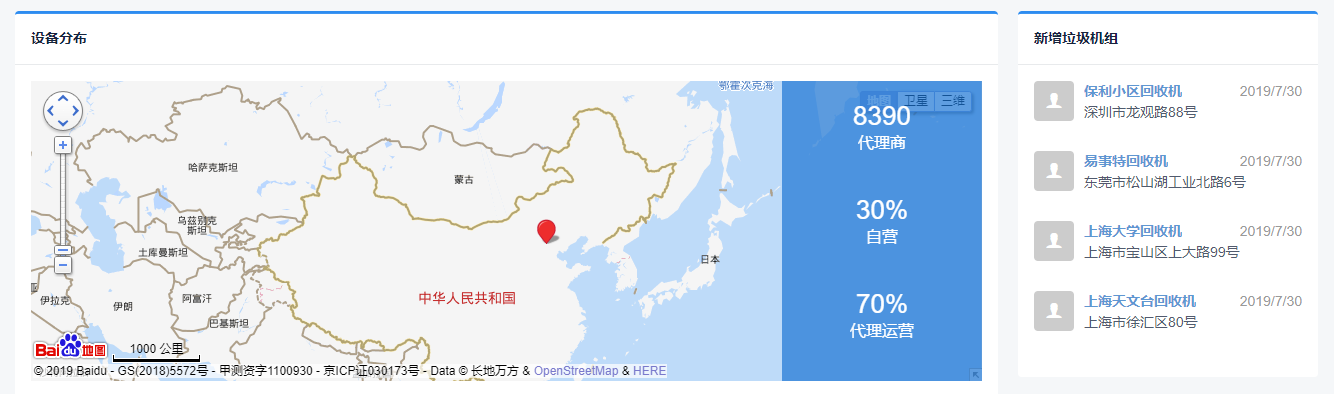 设备分布
鄂霍次克海
地图 卫星 三维
哈萨克斯坦
蒙古
乌兹别克
斯坦
土库曼斯坦
日本
伊拉克
伊朗
阿富汗
巴基斯坦
中华人民共和国
8390
代理商
30%
自营
70%
代理运营
Bai du 地图
1000 公里
© 2019 Baidu - GS(2018)5572号 - 甲测资字1100930 - 京ICP证030173号 - Data © 长地万方 & OpenStreetMap & HERE
新增垃圾机组
保利小区回收机 2019/7/30
深圳市龙观路88号
易事特回收机 2019/7/30
东莞市松山湖工业北路6号
上海大学回收机 2019/7/30
上海市宝山区上大路99号
上海天文台回收机 2019/7/30
上海市徐汇区80号